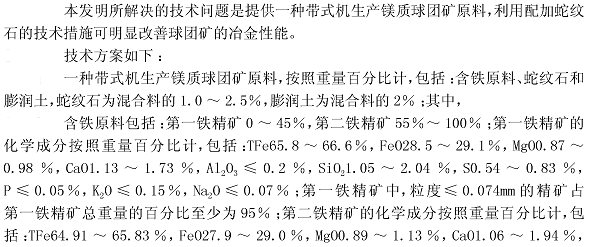 本发明所解决的技术问题是提供一种带式机生产镁质球团矿原料,利用配加蛇纹
石的技术措施可明显改善球团矿的冶金性能。
技术方案如下:
一种带式机生产镁质球团矿原料,按照重量百分比计,包括:含铁原料、蛇纹石和
膨润土,蛇纹石为混合料的1.0~2.5%,膨润土为混合料的2%;其中,
含铁原料包括:第一铁精矿0~45%,第二铁精矿55%~100%;第一铁精矿的
化学成分按照重量百分比计,包括:TFe65.8~66.6%,FeO28.5~29.1%,MgO0.87~
0.98%,CaO1.13~1.73%,Al₂O₃≤0.2%,SiO₂1.05~2.04%,S0.54~0.83%,
P≤0.05%,K₂O≤0.15%,Na₂O≤0.07%;第一铁精矿中,粒度≤0.074mm的精矿占
第一铁精矿总重量的百分比至少为95%;第二铁精矿的化学成分按照重量百分比计,包
括:TFe64.91~65.83%,FeO27.9~29.0%,MgO0.89~1.13%,CaO1.06~1.94%,